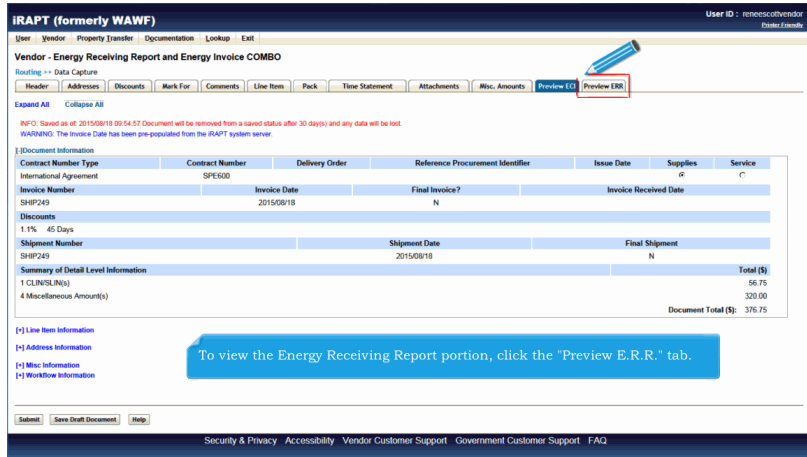 iRAPT (formerly WAWF)
User ID : reneescottvendor
Printer Friendly
User Vendor Property Transfer Documentation Lookup Exit
Vendor - Energy Receiving Report and Energy Invoice COMBO
Routing >> Data Capture
Header Addresses Discounts Mark For Comments Line Item Pack Time Statement Attachments Misc. Amounts Preview ECI Preview ERR
Expand All Collapse All
INFO: Saved as of: 2015/08/18 09:54:57 Document will be removed from a saved status after 30 day(s) and any data will be lost.
WARNING: The Invoice Date has been pre-populated from the iRAPT system server.
[-]Document Information
Contract Number Type Contract Number Delivery Order Reference Procurement Identifier Issue Date Supplies Service
International Agreement SPE600
Invoice Number Invoice Date Final Invoice? Invoice Received Date
SHIP249 2015/08/18 N
Discounts
1.1% 45 Days
Shipment Number Shipment Date Final Shipment
SHIP249 2015/08/18 N
Summary of Detail Level Information Total ($)
1 CLIN/SLIN(s) 56.75
4 Miscellaneous Amount(s) 320.00
Document Total ($): 376.75
[+] Line Item Information
[+] Address Information
[+] Misc Information
[+] Workflow Information
To view the Energy Receiving Report portion, click the "Preview E.R.R." tab.
Submit Save Draft Document Help
Security & Privacy Accessibility Vendor Customer Support Government Customer Support FAQ